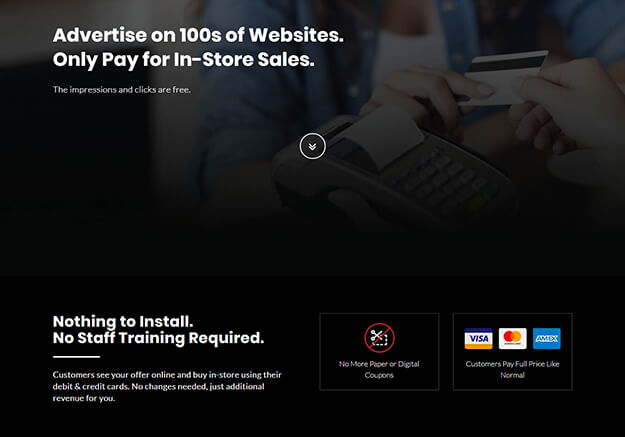 Advertise on 100s of Websites.
Only Pay for In-Store Sales.
The impressions and clicks are free.
Nothing to Install.
No Staff Training Required.
Customers see your offer online and buy in-store using their
debit & credit cards. No changes needed, just additional
revenue for you.
No More Paper or Digital
Coupons
VISA
AMEX
Customers Pay Full Price Like
Normal